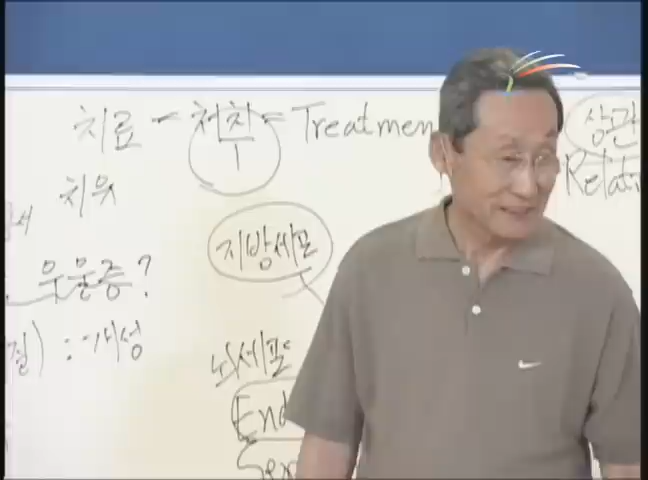 치료 - 처치 = Treatmen
상관
Relati
치유
지방세포
우울증?
: 개성
뇌세포
End